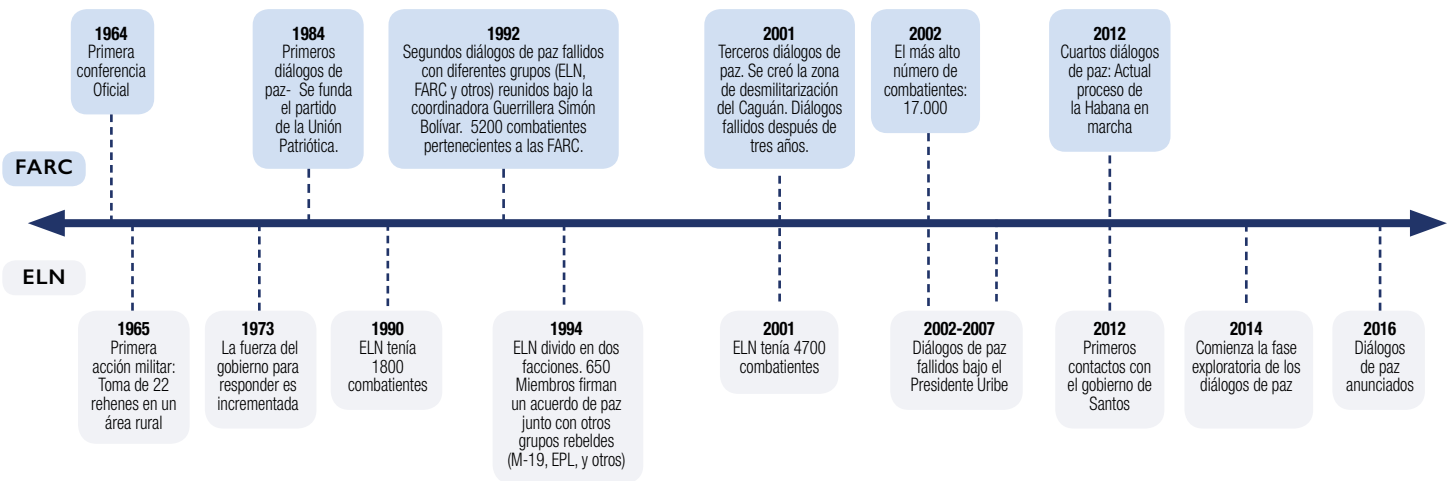 1964
Primera
conferencia
Oficial
1984
Primeros
diálogos de
paz- Se funda
el partido
de la Unión
Patriótica.
1992
Segundos diálogos de paz fallidos
con diferentes grupos (ELN,
FARC y otros) reunidos bajo la
coordinadora Guerrillera Simón
Bolívar. 5200 combatientes
pertenecientes a las FARC.
2001
Terceros diálogos de
paz. Se creó la zona
de desmilitarización
del Caguán. Diálogos
fallidos después de
tres años.
2002
El más alto
número de
combatientes:
17.000
2012
Cuartos diálogos
de paz: Actual
proceso de
la Habana en
marcha
FARC
ELN
1965
Primera
acción militar:
Toma de 22
rehenes en un
área rural
1973
La fuerza del
gobierno para
responder es
incrementada
1990
ELN tenía
1800
combatientes
1994
ELN divido en dos
facciones. 650
Miembros firman
un acuerdo de paz
junto con otros
grupos rebeldes
(M-19, EPL, y otros)
2001
ELN tenía 4700
combatientes
2002-2007
Diálogos de paz
fallidos bajo el
Presidente Uribe
2012
Primeros
contactos con
el gobierno de
Santos
2014
Comienza la fase
exploratoria de los
diálogos de paz
2016
Diálogos
de paz
anunciados